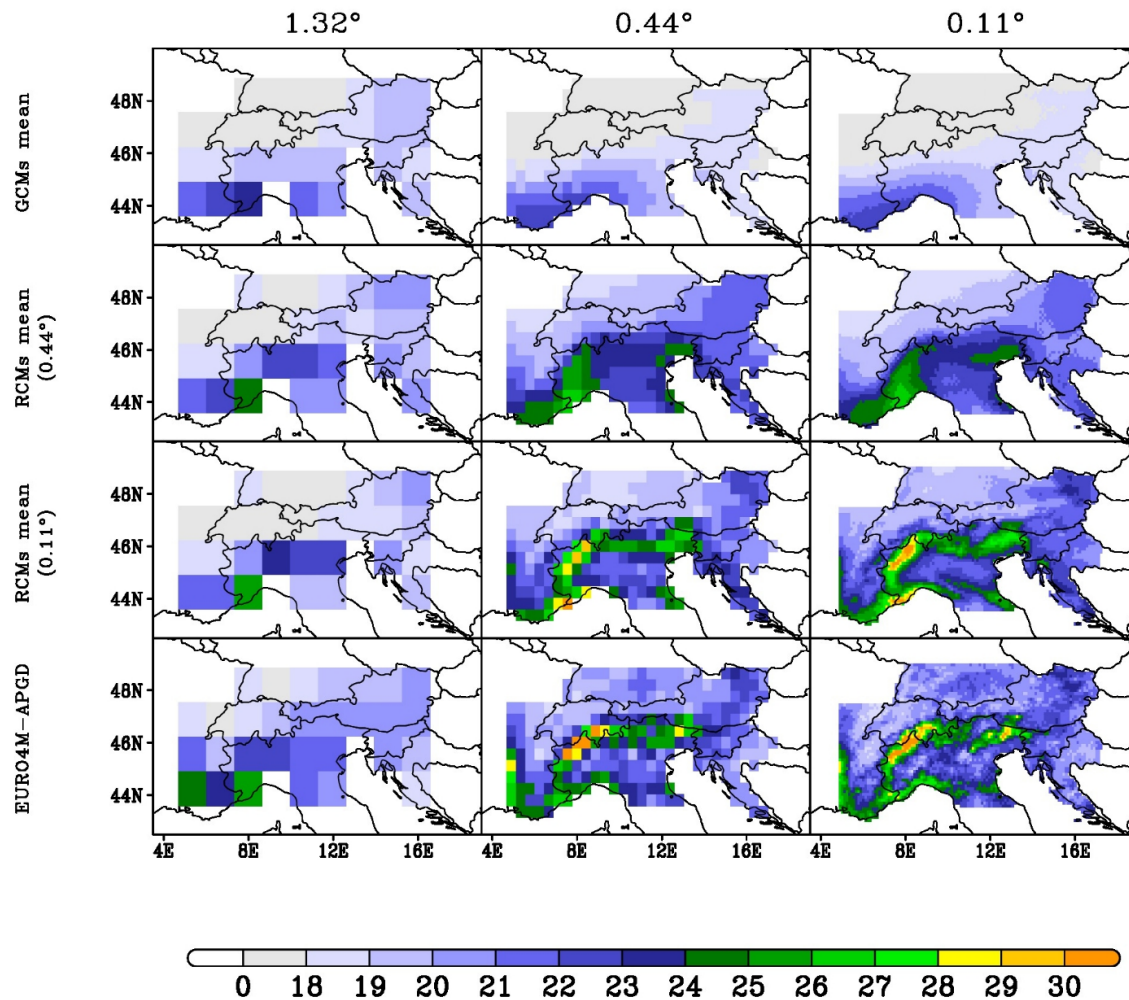 1.32° 0.44° 0.11°
GCMs mean
48N
46N
44N
RCMs mean
(0.44°)
48N
46N
44N
RCMs mean
(0.11°)
48N
46N
44N
EURO4M-APGD
48N
46N
44N
4E 8E 12E 16E 4E 8E 12E 16E 4E 8E 12E 16E
0 18 19 20 21 22 23 24 25 26 27 28 29 30